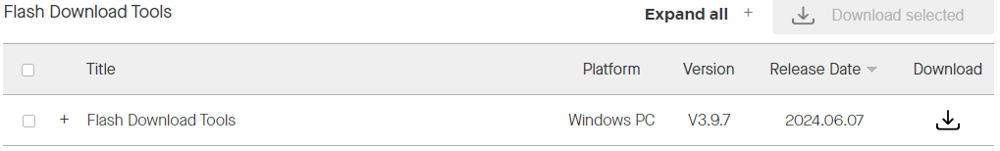 Flash Download Tools
Expand all + Download selected
Title Platform Version Release Date Download
+ Flash Download Tools Windows PC V3.9.7 2024.06.07